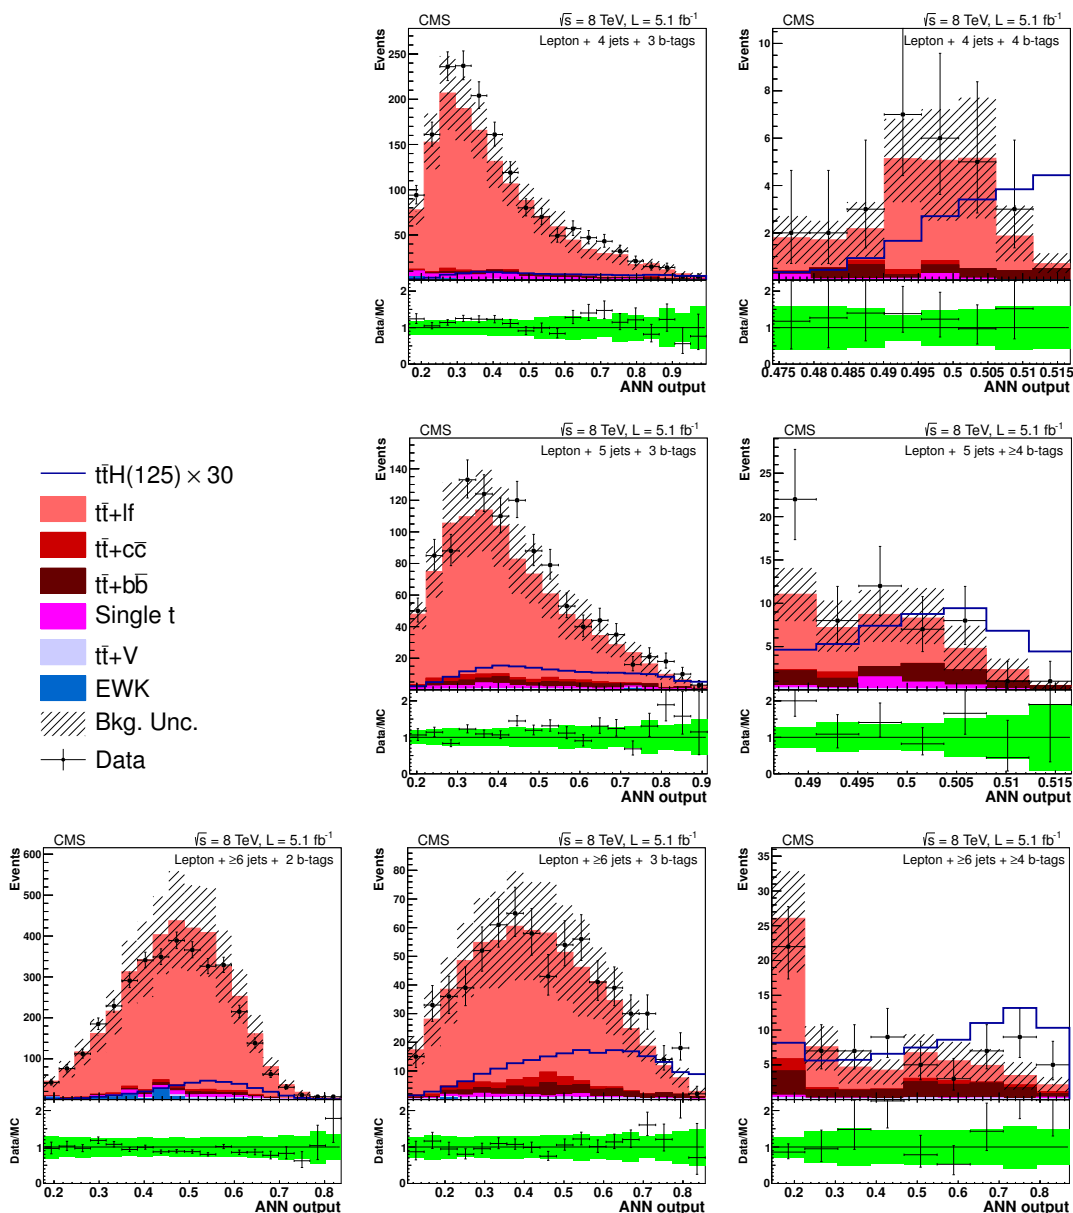 CMS √s = 8 TeV, L = 5.1 fb⁻¹
Lepton + 4 jets + 3 b-tags
Events
250
200
150
100
50
Data/MC
2
1
0
0.2 0.3 0.4 0.5 0.6 0.7 0.8 0.9
ANN output
CMS √s = 8 TeV, L = 5.1 fb⁻¹
Lepton + 4 jets + 4 b-tags
Events
10
8
6
4
2
Data/MC
2
1
0
0.475 0.48 0.485 0.49 0.495 0.5 0.505 0.51 0.515
ANN output
tt̄H(125) × 30
tt̄+lf
tt̄+cc̄
tt̄+bb̄
Single t
tt̄+V
EWK
Bkg. Unc.
Data
CMS √s = 8 TeV, L = 5.1 fb⁻¹
Lepton + 5 jets + 3 b-tags
Events
140
120
100
80
60
40
20
Data/MC
2
1
0
0.2 0.3 0.4 0.5 0.6 0.7 0.8 0.9
ANN output
CMS √s = 8 TeV, L = 5.1 fb⁻¹
Lepton + 5 jets + ≥4 b-tags
Events
25
20
15
10
5
Data/MC
2
1
0
0.49 0.495 0.5 0.505 0.51 0.515
ANN output
CMS √s = 8 TeV, L = 5.1 fb⁻¹
Lepton + ≥6 jets + 2 b-tags
Events
600
500
400
300
200
100
Data/MC
2
1
0
0.2 0.3 0.4 0.5 0.6 0.7 0.8
ANN output
CMS √s = 8 TeV, L = 5.1 fb⁻¹
Lepton + ≥6 jets + 3 b-tags
Events
80
70
60
50
40
30
20
10
Data/MC
2
1
0
0.2 0.3 0.4 0.5 0.6 0.7 0.8
ANN output
CMS √s = 8 TeV, L = 5.1 fb⁻¹
Lepton + ≥6 jets + ≥4 b-tags
Events
35
30
25
20
15
10
5
Data/MC
2
1
0
0.2 0.3 0.4 0.5 0.6 0.7 0.8
ANN output